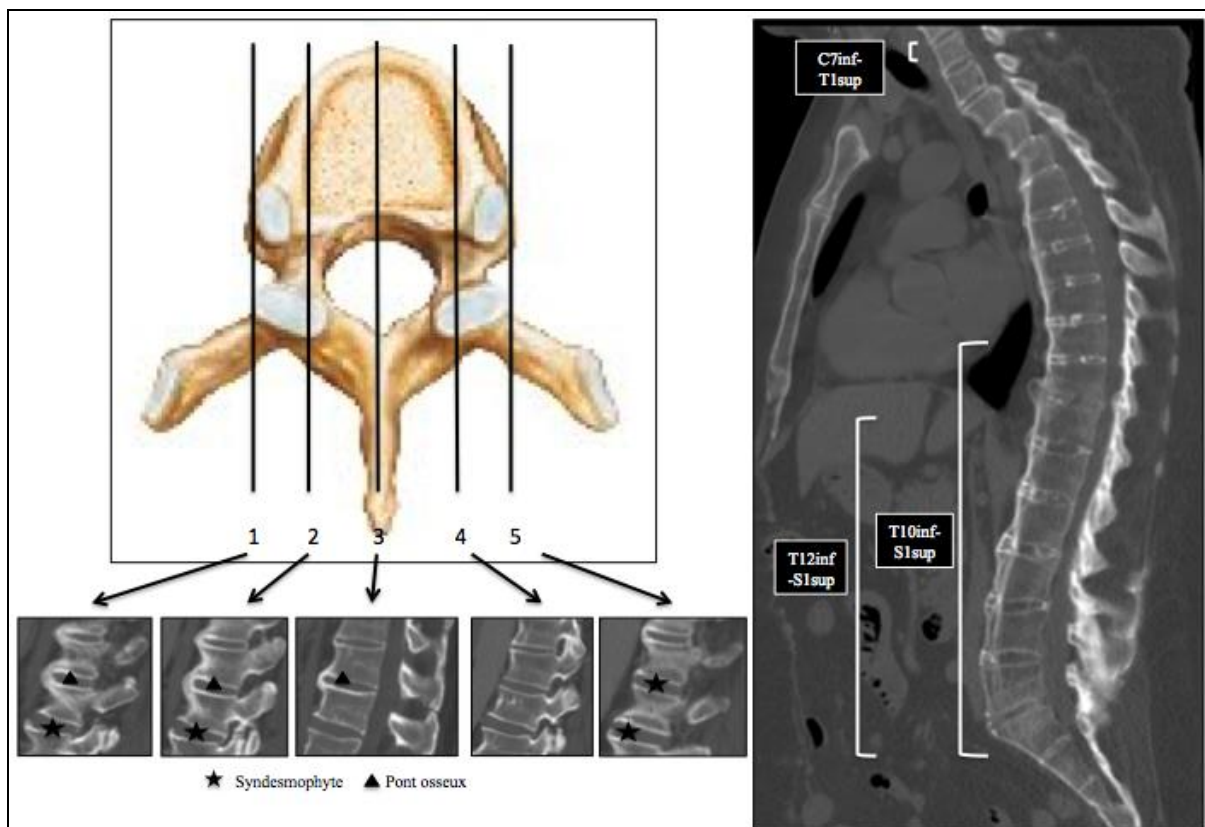 1 2 3 4 5
★ Syndesmophyte ▲ Pont osseux
C7inf-
T1sup
T10inf-
S1sup
T12inf
-S1sup